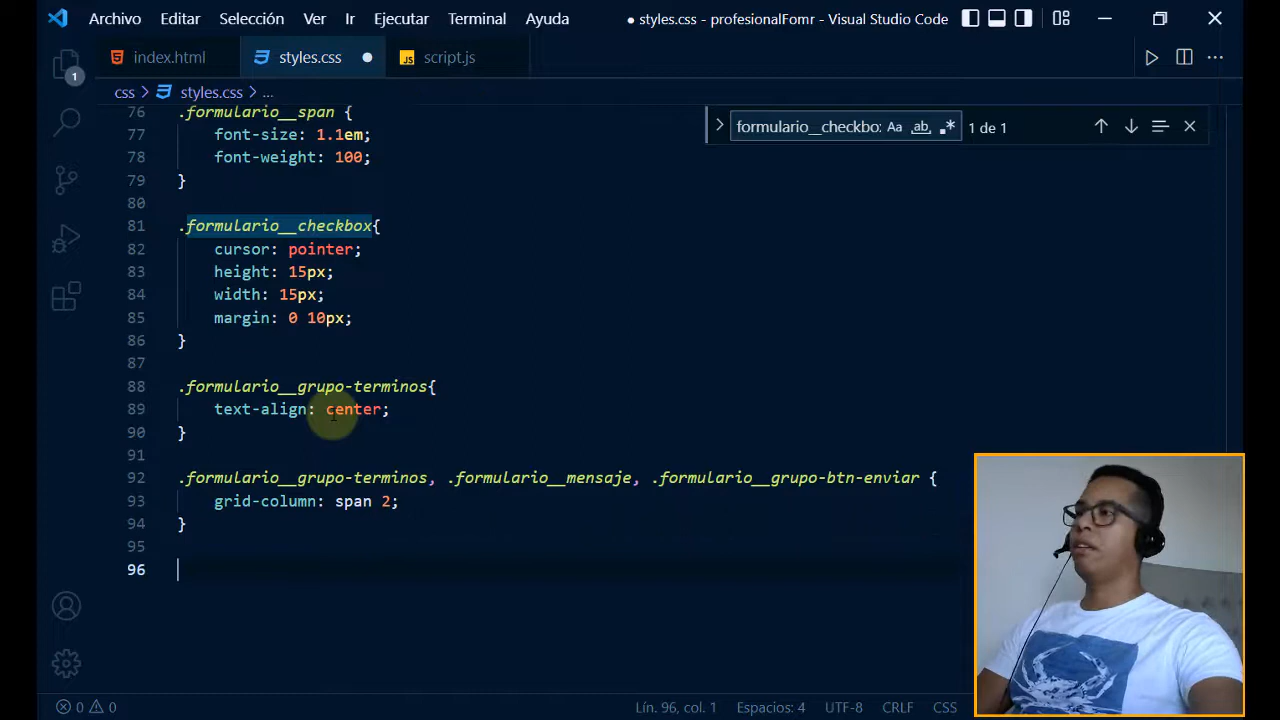 Archivo Editar Selección Ver Ir Ejecutar Terminal Ayuda ● styles.css - profesionalFomr - Visual Studio Code
index.html styles.css ● JS script.js
1
css > styles.css > ...
formulario__checkbo: Aa ab 1 de 1
76 .formulario__span {
77 font-size: 1.1em;
78 font-weight: 100;
79 }
80
81 .formulario__checkbox{
82 cursor: pointer;
83 height: 15px;
84 width: 15px;
85 margin: 0 10px;
86 }
87
88 .formulario__grupo-terminos{
89 text-align: center;
90 }
91
92 .formulario__grupo-terminos, .formulario__mensaje, .formulario__grupo-btn-enviar {
93 grid-column: span 2;
94 }
95
96
0 0 Lín. 96, col. 1 Espacios: 4 UTF-8 CRLF CSS